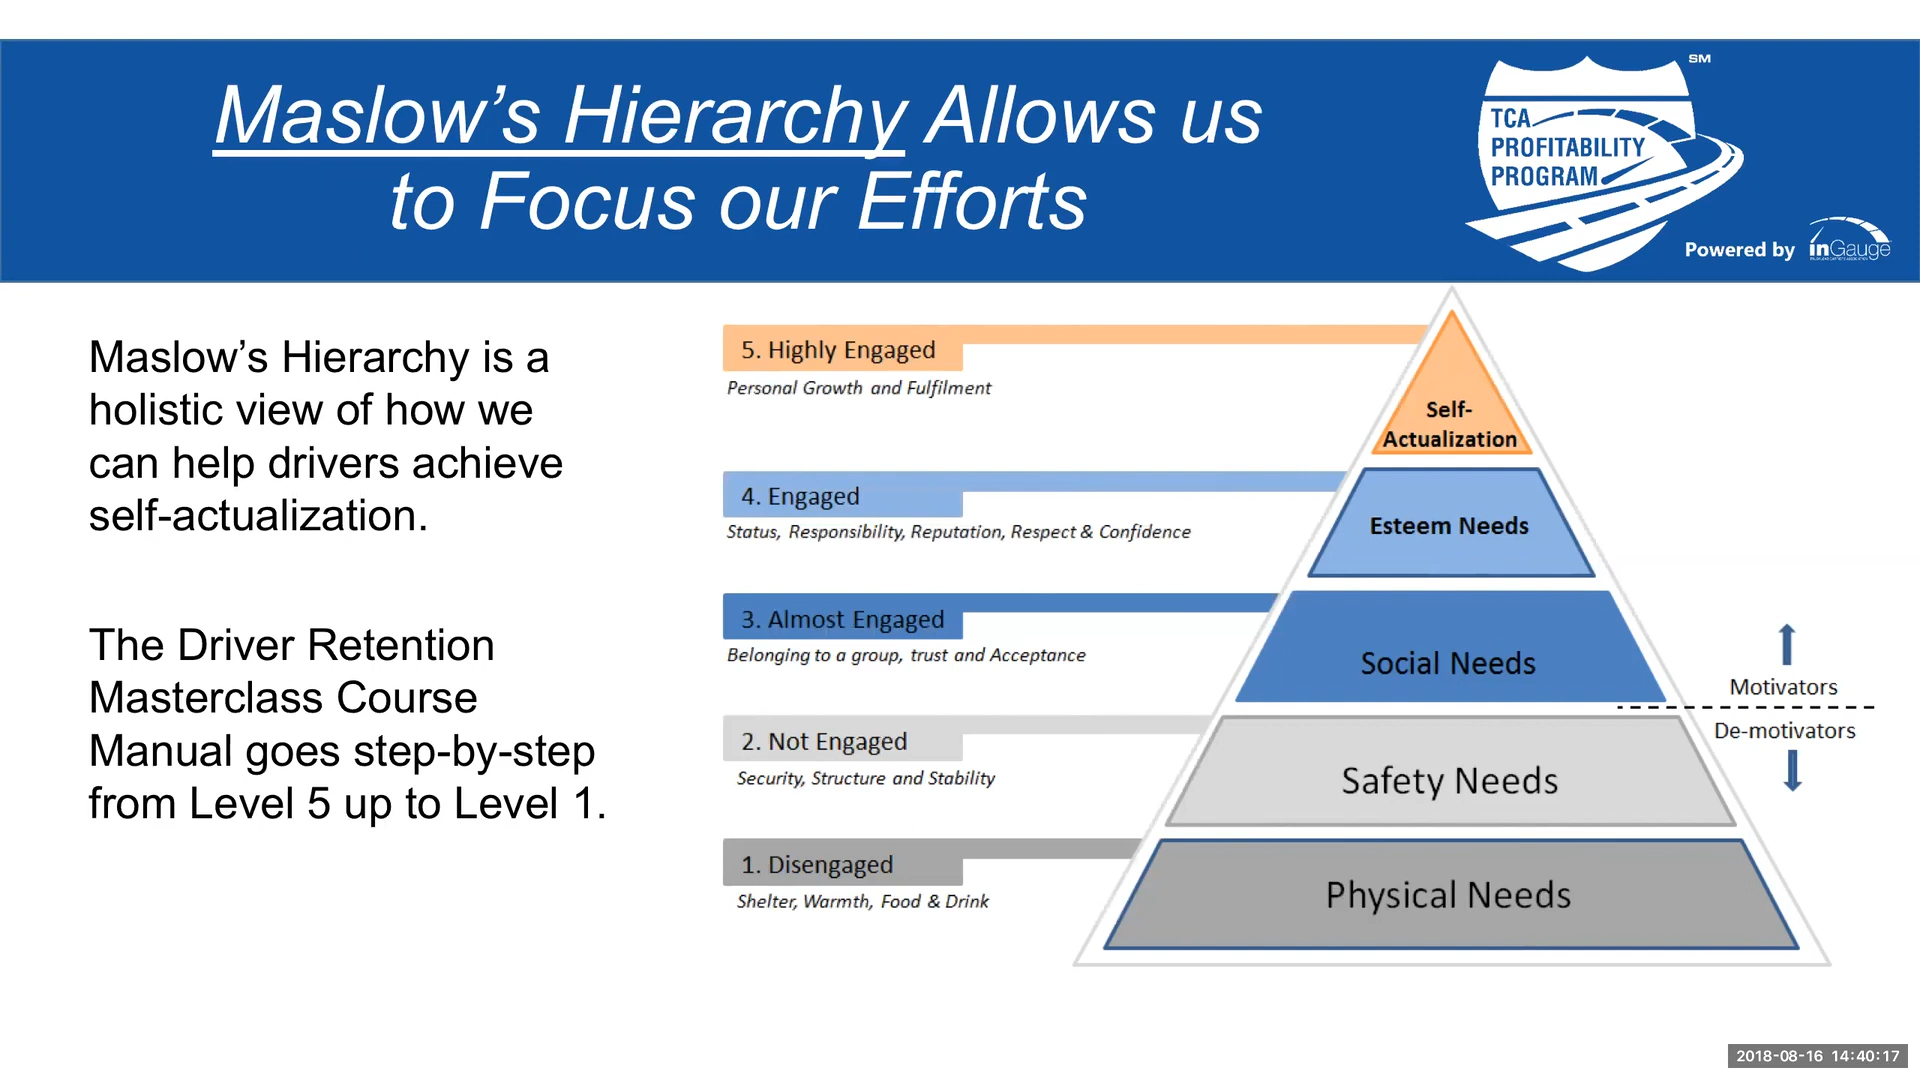 Maslow’s Hierarchy Allows us
to Focus our Efforts
SM
TCA
PROFITABILITY
PROGRAM
Powered by inGauge
Maslow’s Hierarchy is a
holistic view of how we
can help drivers achieve
self-actualization.
The Driver Retention
Masterclass Course
Manual goes step-by-step
from Level 5 up to Level 1.
5. Highly Engaged
Personal Growth and Fulfilment
Self-
Actualization
4. Engaged
Status, Responsibility, Reputation, Respect & Confidence
Esteem Needs
3. Almost Engaged
Belonging to a group, trust and Acceptance
Social Needs
Motivators
De-motivators
2. Not Engaged
Security, Structure and Stability
Safety Needs
1. Disengaged
Shelter, Warmth, Food & Drink
Physical Needs
2018-08-16 14:40:17